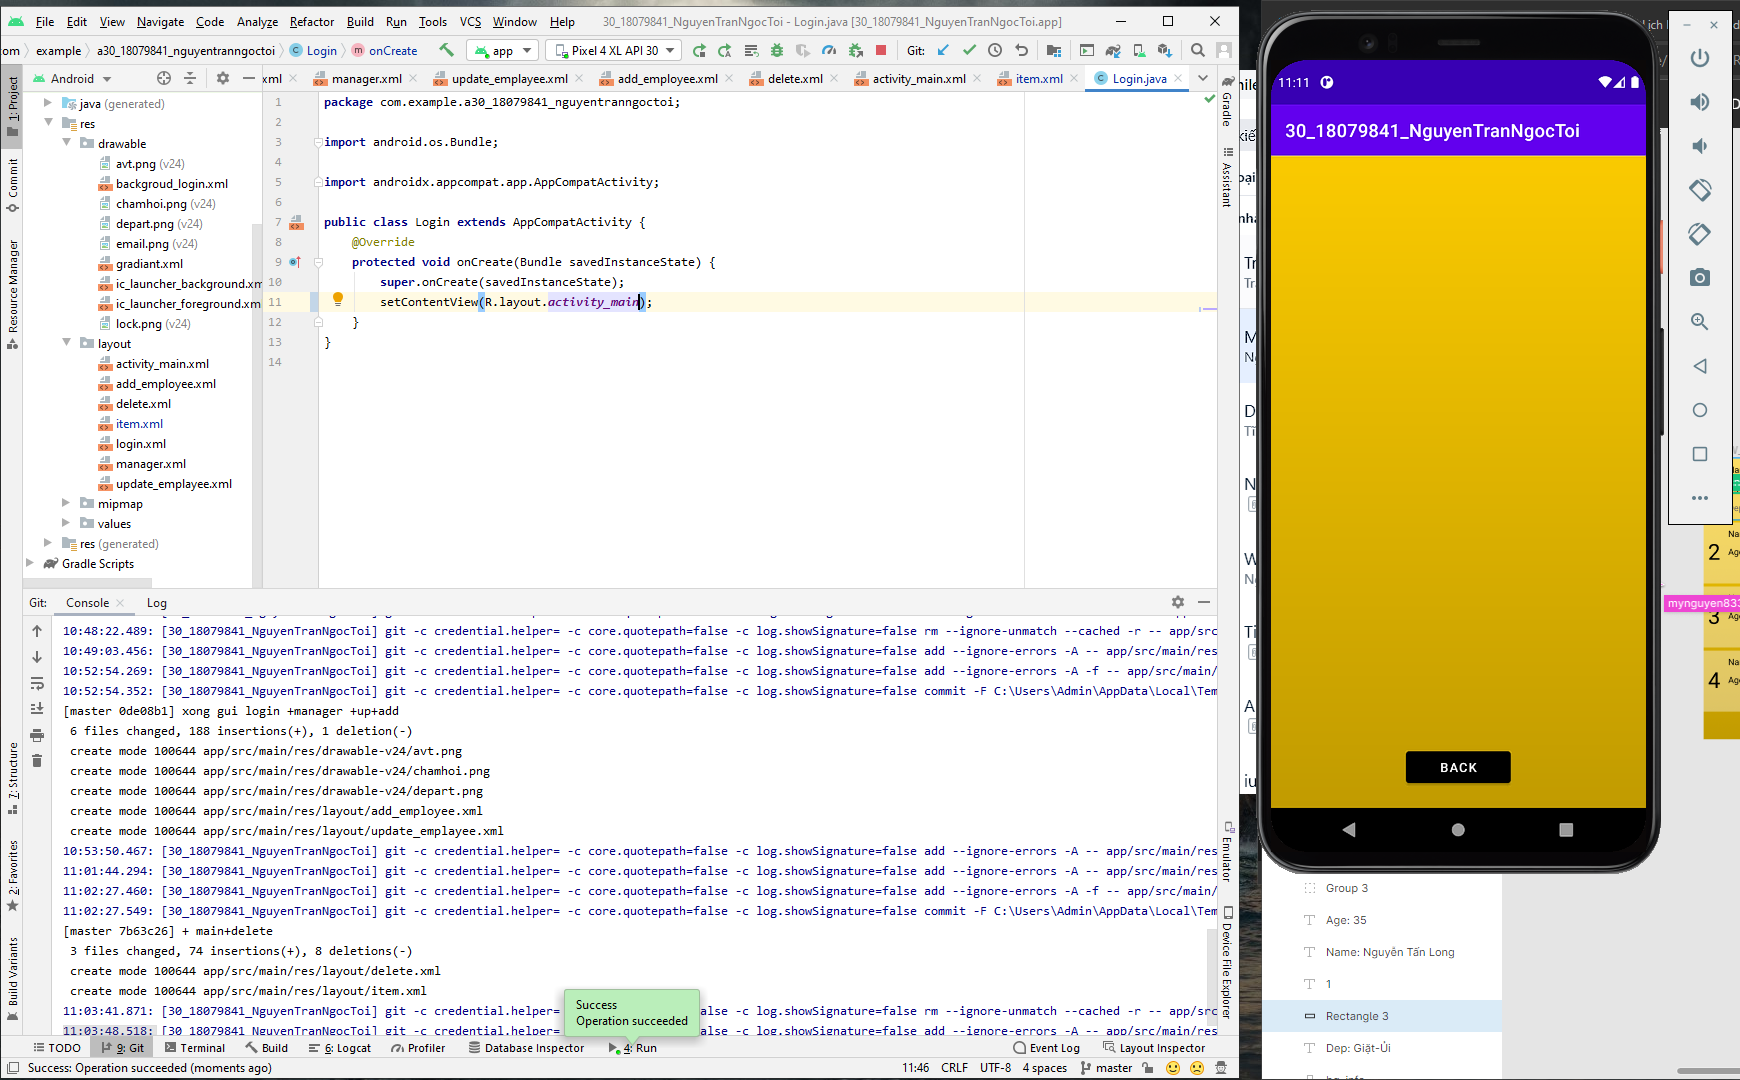 File Edit View Navigate Code Analyze Refactor Build Run Tools VCS Window Help 30_18079841_NguyenTranNgocToi - Login.java [30_18079841_NguyenTranNgocToi.app]
om example a30_18079841_nguyentranngoctoi Login onCreate app Pixel 4 XL API 30 Git:
Android xml manager.xml update_emplayee.xml add_employee.xml delete.xml activity_main.xml item.xml Login.java
1: Project
Commit
Resource Manager
7: Structure
2: Favorites
Build Variants
java (generated)
res
drawable
avt.png (v24)
backgroud_login.xml
chamhoi.png (v24)
depart.png (v24)
email.png (v24)
gradiant.xml
ic_launcher_background.xm
ic_launcher_foreground.xm
lock.png (v24)
layout
activity_main.xml
add_employee.xml
delete.xml
item.xml
login.xml
manager.xml
update_emplayee.xml
mipmap
values
res (generated)
Gradle Scripts
1 package com.example.a30_18079841_nguyentranngoctoi;
2
3 import android.os.Bundle;
4
5 import androidx.appcompat.app.AppCompatActivity;
6
7 public class Login extends AppCompatActivity {
8 @Override
9 protected void onCreate(Bundle savedInstanceState) {
10 super.onCreate(savedInstanceState);
11 setContentView(R.layout.activity_main);
12 }
13 }
14
Gradle
Assistant
Emulator
Device File Explorer
Git: Console Log
10:48:22.489: [30_18079841_NguyenTranNgocToi] git -c credential.helper= -c core.quotepath=false -c log.showSignature=false rm --ignore-unmatch --cached -r -- app/src
10:49:03.456: [30_18079841_NguyenTranNgocToi] git -c credential.helper= -c core.quotepath=false -c log.showSignature=false add --ignore-errors -A -- app/src/main/res
10:52:54.269: [30_18079841_NguyenTranNgocToi] git -c credential.helper= -c core.quotepath=false -c log.showSignature=false add --ignore-errors -A -f -- app/src/main/
10:52:54.352: [30_18079841_NguyenTranNgocToi] git -c credential.helper= -c core.quotepath=false -c log.showSignature=false commit -F C:\Users\Admin\AppData\Local\Tem
[master 0de08b1] xong gui login +manager +up+add
6 files changed, 188 insertions(+), 1 deletion(-)
create mode 100644 app/src/main/res/drawable-v24/avt.png
create mode 100644 app/src/main/res/drawable-v24/chamhoi.png
create mode 100644 app/src/main/res/drawable-v24/depart.png
create mode 100644 app/src/main/res/layout/add_employee.xml
create mode 100644 app/src/main/res/layout/update_emplayee.xml
10:53:50.467: [30_18079841_NguyenTranNgocToi] git -c credential.helper= -c core.quotepath=false -c log.showSignature=false add --ignore-errors -A -- app/src/main/res
11:01:44.294: [30_18079841_NguyenTranNgocToi] git -c credential.helper= -c core.quotepath=false -c log.showSignature=false add --ignore-errors -A -- app/src/main/res
11:02:27.460: [30_18079841_NguyenTranNgocToi] git -c credential.helper= -c core.quotepath=false -c log.showSignature=false add --ignore-errors -A -f -- app/src/main/
11:02:27.549: [30_18079841_NguyenTranNgocToi] git -c credential.helper= -c core.quotepath=false -c log.showSignature=false commit -F C:\Users\Admin\AppData\Local\Tem
[master 7b63c26] + main+delete
3 files changed, 74 insertions(+), 8 deletions(-)
create mode 100644 app/src/main/res/layout/delete.xml
create mode 100644 app/src/main/res/layout/item.xml
11:03:41.871: [30_18079841_NguyenTranNgocToi] git -c credential.helper= -c core.quotepath=false -c log.showSignature=false rm --ignore-unmatch --cached -r -- app/src
11:03:48.518: [30_18079841_NguyenTranNgocToi] git -c credential.helper= -c core.quotepath=false -c log.showSignature=false add --ignore-errors -A -- app/src/main/res
Success
Operation succeeded
TODO 9: Git Terminal Build 6: Logcat Profiler Database Inspector 4: Run Event Log Layout Inspector
Success: Operation succeeded (moments ago) 11:46 CRLF UTF-8 4 spaces master
11:11
30_18079841_NguyenTranNgocToi
BACK
2
3
4
mynguyen833
Group 3
Age: 35
Name: Nguyễn Tấn Long
1
Rectangle 3
Dep: Giặt-Ủi